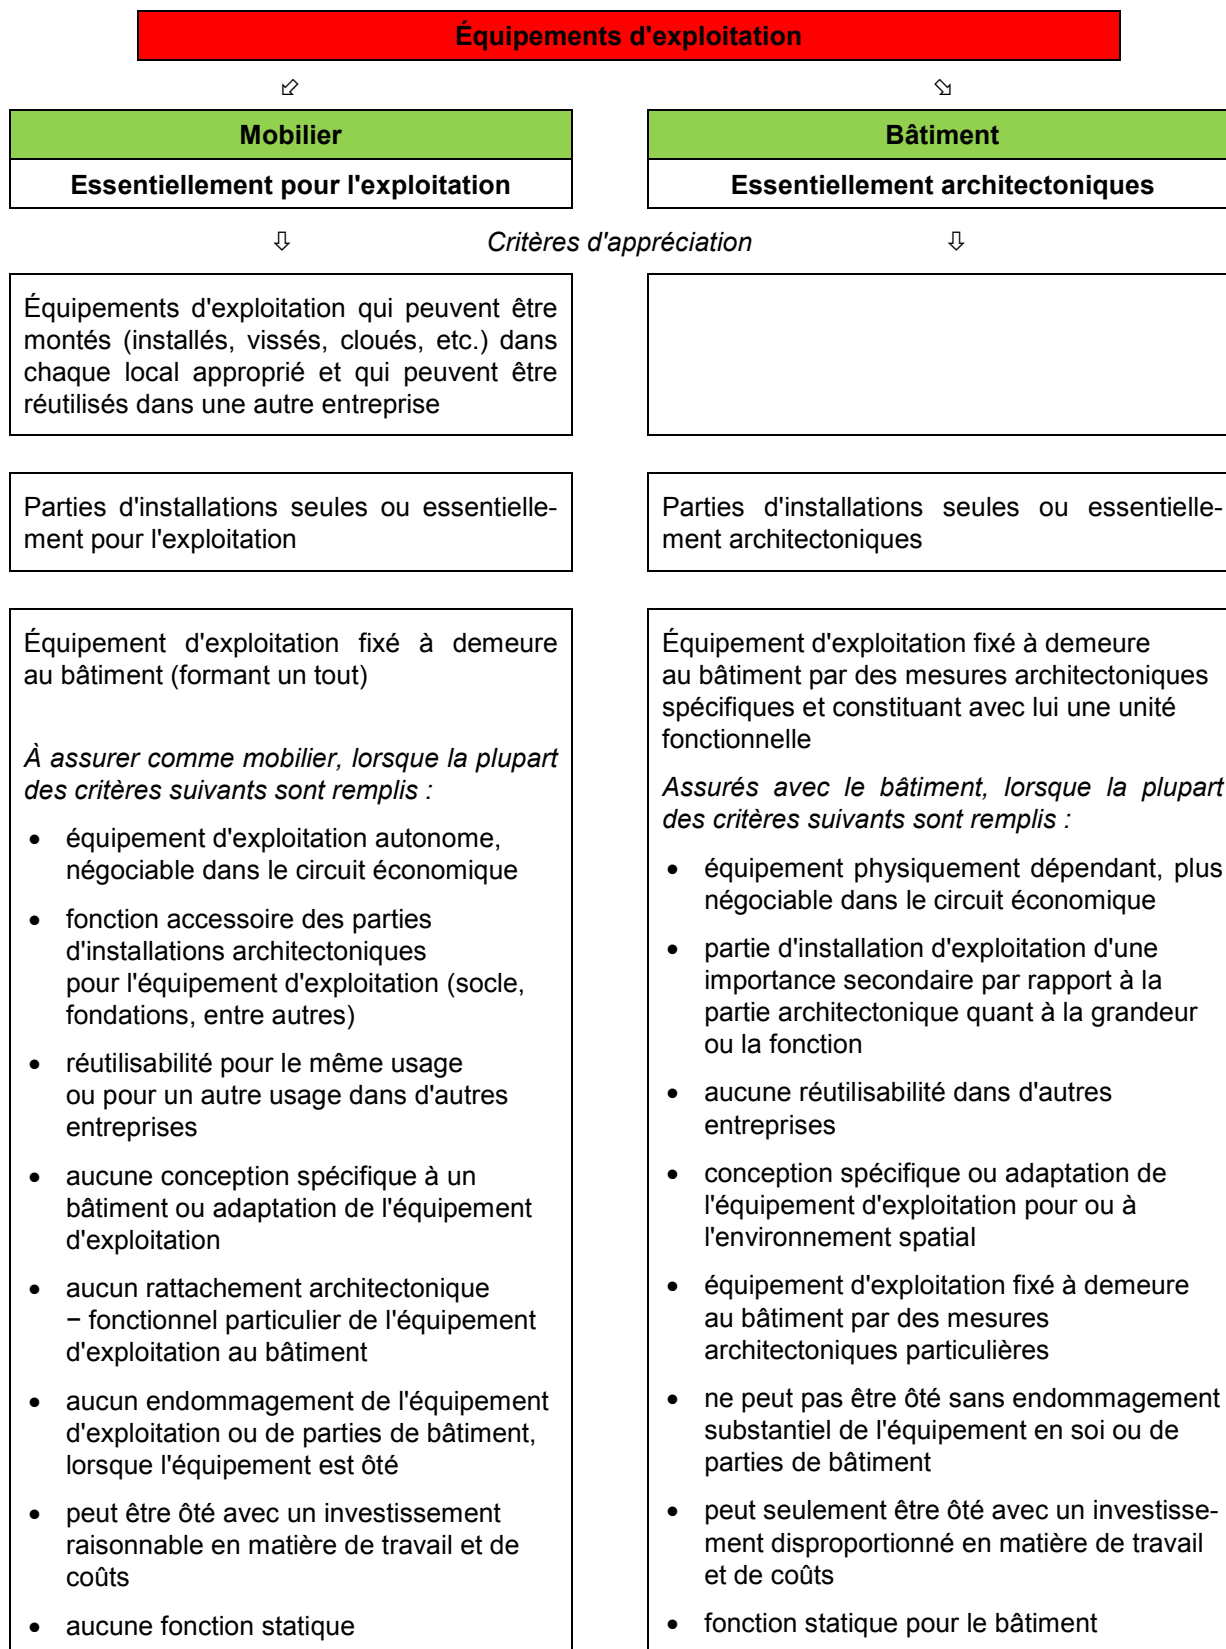 Équipements d'exploitation
Mobilier
Essentiellement pour l'exploitation
Bâtiment
Essentiellement architectoniques
Critères d'appréciation
Équipements d'exploitation qui peuvent être
montés (installés, vissés, cloués, etc.) dans
chaque local approprié et qui peuvent être
réutilisés dans une autre entreprise
Parties d'installations seules ou essentielle-
ment pour l'exploitation
Parties d'installations seules ou essentielle-
ment architectoniques
Équipement d'exploitation fixé à demeure
au bâtiment (formant un tout)
À assurer comme mobilier, lorsque la plupart
des critères suivants sont remplis :
• équipement d'exploitation autonome,
négociable dans le circuit économique
• fonction accessoire des parties
d'installations architectoniques
pour l'équipement d'exploitation (socle,
fondations, entre autres)
• réutilisabilité pour le même usage
ou pour un autre usage dans d'autres
entreprises
• aucune conception spécifique à un
bâtiment ou adaptation de l'équipement
d'exploitation
• aucun rattachement architectonique
− fonctionnel particulier de l'équipement
d'exploitation au bâtiment
• aucun endommagement de l'équipement
d'exploitation ou de parties de bâtiment,
lorsque l'équipement est ôté
• peut être ôté avec un investissement
raisonnable en matière de travail et de
coûts
• aucune fonction statique
Équipement d'exploitation fixé à demeure
au bâtiment par des mesures architectoniques
spécifiques et constituant avec lui une unité
fonctionnelle
Assurés avec le bâtiment, lorsque la plupart
des critères suivants sont remplis :
• équipement physiquement dépendant, plus
négociable dans le circuit économique
• partie d'installation d'exploitation d'une
importance secondaire par rapport à la
partie architectonique quant à la grandeur
ou la fonction
• aucune réutilisabilité dans d'autres
entreprises
• conception spécifique ou adaptation de
l'équipement d'exploitation pour ou à
l'environnement spatial
• équipement d'exploitation fixé à demeure
au bâtiment par des mesures
architectoniques particulières
• ne peut pas être ôté sans endommagement
substantiel de l'équipement en soi ou de
parties de bâtiment
• peut seulement être ôté avec un investisse-
ment disproportionné en matière de travail
et de coûts
• fonction statique pour le bâtiment